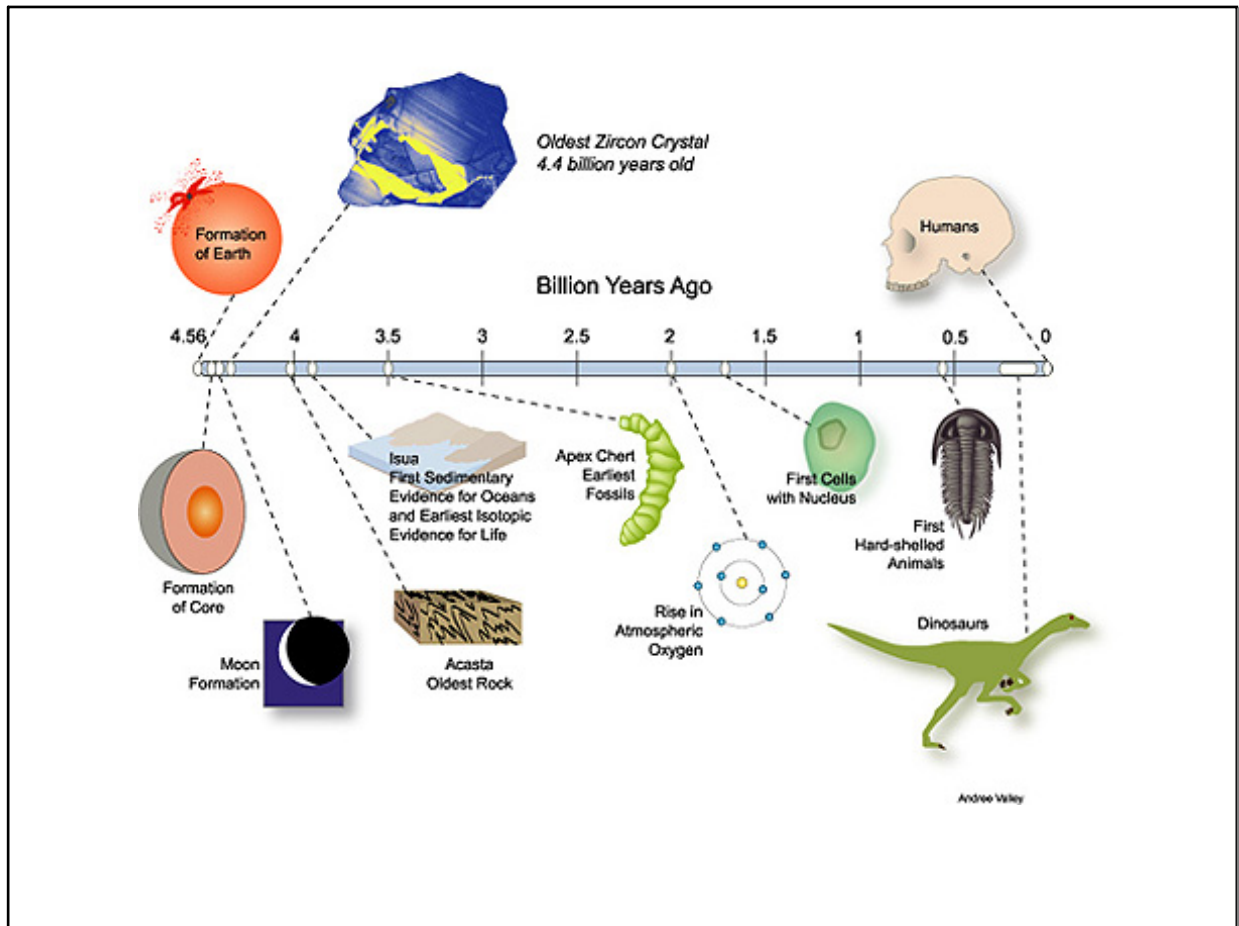 Oldest Zircon Crystal
4.4 billion years old
Formation
of Earth
Humans
Billion Years Ago
4.56 4 3.5 3 2.5 2 1.5 1 0.5 0
Isua
First Sedimentary
Evidence for Oceans
and Earliest Isotopic
Evidence for Life
Apex Chert
Earliest
Fossils
First Cells
with Nucleus
First
Hard-shelled
Animals
Formation
of Core
Rise in
Atmospheric
Oxygen
Dinosaurs
Moon
Formation
Acasta
Oldest Rock
Andree Valley